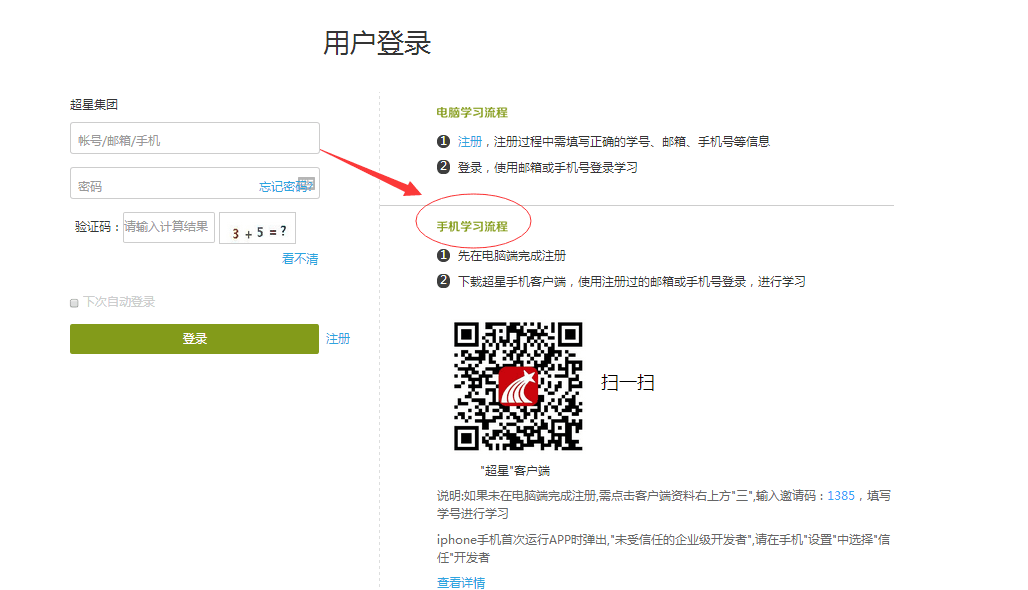 用户登录
超星集团
帐号/邮箱/手机
密码
忘记密码?
验证码：
请输入计算结果
3 + 5 = ?
看不清
下次自动登录
登录
注册
电脑学习流程
1 注册，注册过程中需填写正确的学号、邮箱、手机号等信息
2 登录，使用邮箱或手机号登录学习
手机学习流程
1 先在电脑端完成注册
2 下载超星手机客户端，使用注册过的邮箱或手机号登录，进行学习
扫一扫
"超星"客户端
说明:如果未在电脑端完成注册,需点击客户端资料右上方"三",输入邀请码：1385，填写
学号进行学习
iphone手机首次运行APP时弹出,"未受信任的企业级开发者",请在手机"设置"中选择"信
任"开发者
查看详情